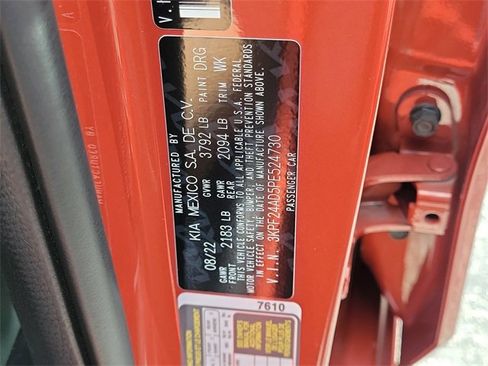 MANUFACTURED BY
KIA MEXICO S.A. DE C.V.
08/22 GVWR 3792 LB PAINT DRG
GAWR FRONT 2183 LB GAWR REAR 2094 LB TRIM WK
THIS VEHICLE CONFORMS TO ALL APPLICABLE U.S.A. FEDERAL
MOTOR VEHICLE SAFETY, BUMPER, AND THEFT PREVENTION STANDARDS
IN EFFECT ON THE DATE OF MANUFACTURE SHOWN ABOVE.
V.I.N. 3KPF24AD5PE524730
PASSENGER CAR
7610